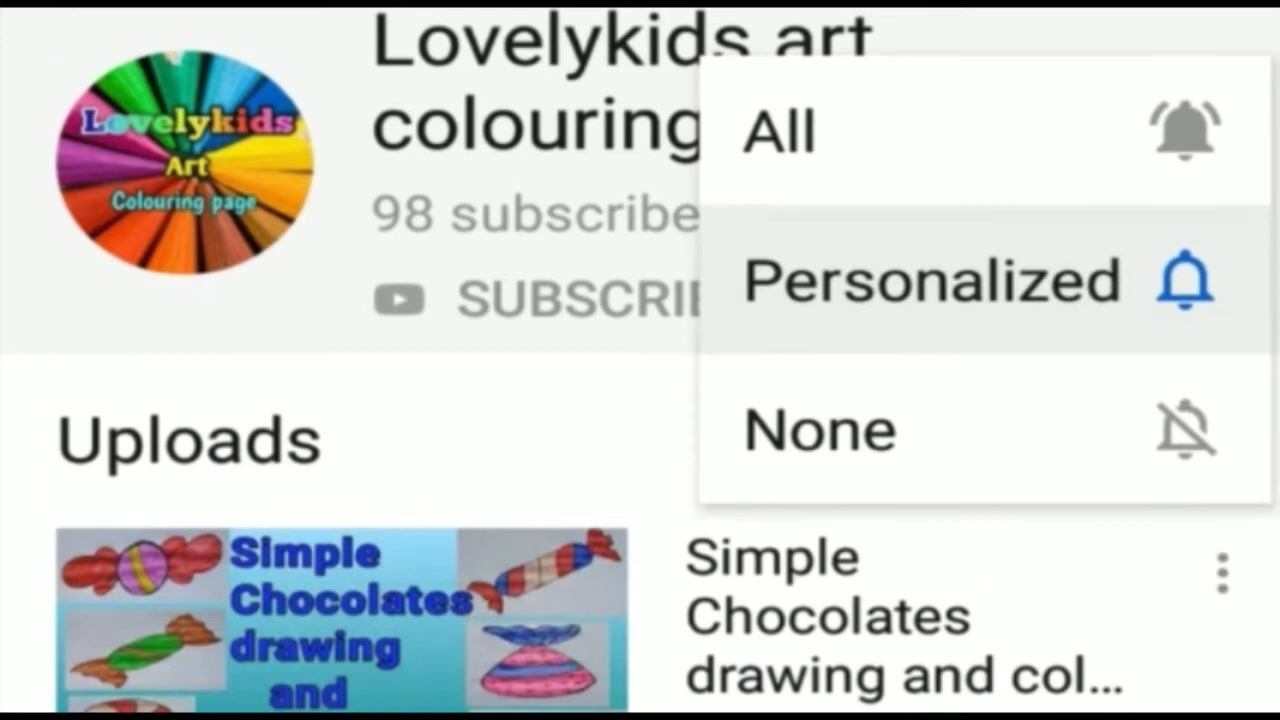 Lovelykids art
colouring
98 subscribe
SUBSCRIB
All
Personalized
None
Lovelykids
Art
Colouring page
Uploads
Simple
Chocolates
drawing
and
Simple
Chocolates
drawing and col...